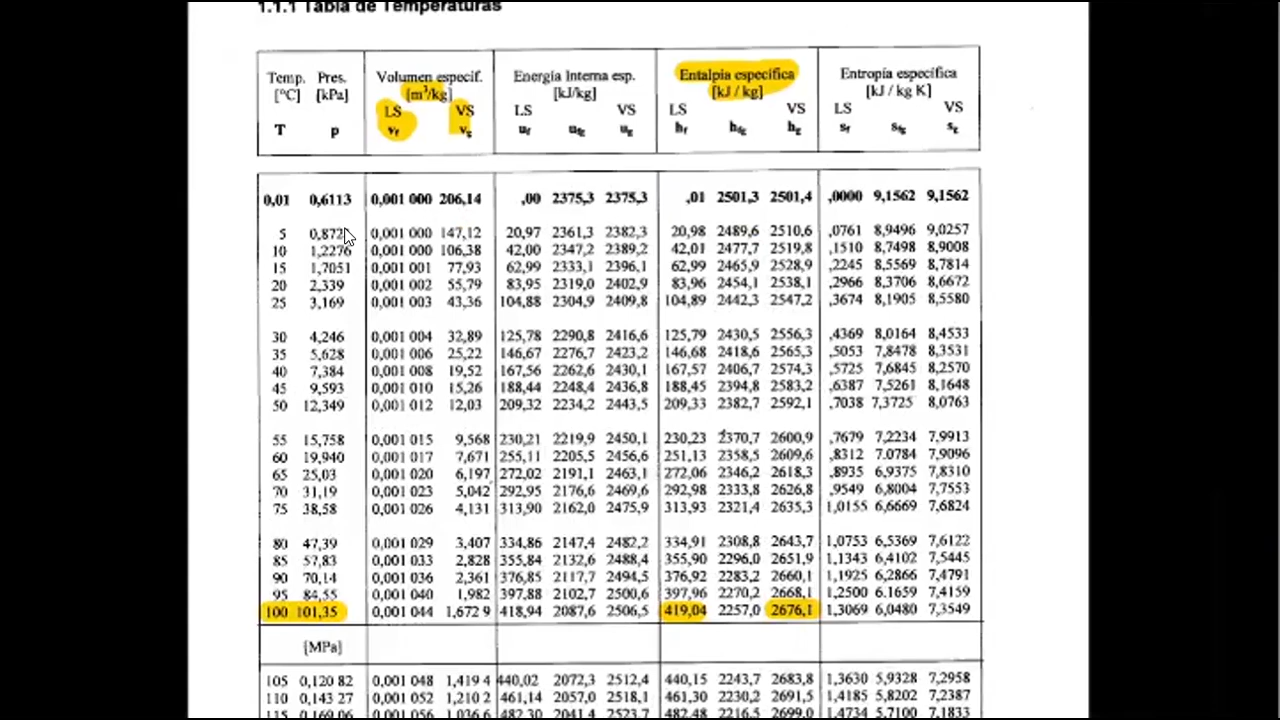 1.1.1 Tabla de Temperaturas
Temp. Pres. Volumen especif. Energía Interna esp. Entalpia específica Entropía específica
[°C] [kPa] [m³/kg] [kJ/kg] [kJ / kg] [kJ / kg K]
LS VS LS VS LS VS LS VS
T p vf vg uf ufg ug hf hfg hg sf sfg sg
0,01 0,6113 0,001 000 206,14 ,00 2375,3 2375,3 ,01 2501,3 2501,4 ,0000 9,1562 9,1562
5 0,872 0,001 000 147,12 20,97 2361,3 2382,3 20,98 2489,6 2510,6 ,0761 8,9496 9,0257
10 1,2276 0,001 000 106,38 42,00 2347,2 2389,2 42,01 2477,7 2519,8 ,1510 8,7498 8,9008
15 1,7051 0,001 001 77,93 62,99 2333,1 2396,1 62,99 2465,9 2528,9 ,2245 8,5569 8,7814
20 2,339 0,001 002 55,79 83,95 2319,0 2402,9 83,96 2454,1 2538,1 ,2966 8,3706 8,6672
25 3,169 0,001 003 43,36 104,88 2304,9 2409,8 104,89 2442,3 2547,2 ,3674 8,1905 8,5580
30 4,246 0,001 004 32,89 125,78 2290,8 2416,6 125,79 2430,5 2556,3 ,4369 8,0164 8,4533
35 5,628 0,001 006 25,22 146,67 2276,7 2423,2 146,68 2418,6 2565,3 ,5053 7,8478 8,3531
40 7,384 0,001 008 19,52 167,56 2262,6 2430,1 167,57 2406,7 2574,3 ,5725 7,6845 8,2570
45 9,593 0,001 010 15,26 188,44 2248,4 2436,8 188,45 2394,8 2583,2 ,6387 7,5261 8,1648
50 12,349 0,001 012 12,03 209,32 2234,2 2443,5 209,33 2382,7 2592,1 ,7038 7,3725 8,0763
55 15,758 0,001 015 9,568 230,21 2219,9 2450,1 230,23 2370,7 2600,9 ,7679 7,2234 7,9913
60 19,940 0,001 017 7,671 255,11 2205,5 2456,6 251,13 2358,5 2609,6 ,8312 7.0784 7,9096
65 25,03 0,001 020 6,197 272,02 2191,1 2463,1 272,06 2346,2 2618,3 ,8935 6,9375 7,8310
70 31,19 0,001 023 5,042 292,95 2176,6 2469,6 292,98 2333,8 2626,8 ,9549 6,8004 7,7553
75 38,58 0,001 026 4,131 313,90 2162,0 2475,9 313,93 2321,4 2635,3 1,0155 6,6669 7,6824
80 47,39 0,001 029 3,407 334,86 2147,4 2482,2 334,91 2308,8 2643,7 1,0753 6,5369 7,6122
85 57,83 0,001 033 2,828 355,84 2132,6 2488,4 355,90 2296,0 2651,9 1,1343 6,4102 7,5445
90 70,14 0,001 036 2,361 376,85 2117,7 2494,5 376,92 2283,2 2660,1 1,1925 6,2866 7,4791
95 84,55 0,001 040 1,982 397,88 2102,7 2500,6 397,96 2270,2 2668,1 1,2500 6.1659 7,4159
100 101,35 0,001 044 1,672 9 418,94 2087,6 2506,5 419,04 2257,0 2676,1 1,3069 6,0480 7,3549
[MPa]
105 0,120 82 0,001 048 1,419 4 440,02 2072,3 2512,4 440,15 2243,7 2683,8 1,3630 5,9328 7,2958
110 0,143 27 0,001 052 1,210 2 461,14 2057,0 2518,1 461,30 2230,2 2691,5 1,4185 5,8202 7,2387
115 0,169 06 0,001 056 1,036 6 482,30 2041,4 2523,7 482,48 2216,5 2699,0 1,4734 5,7100 7,1833